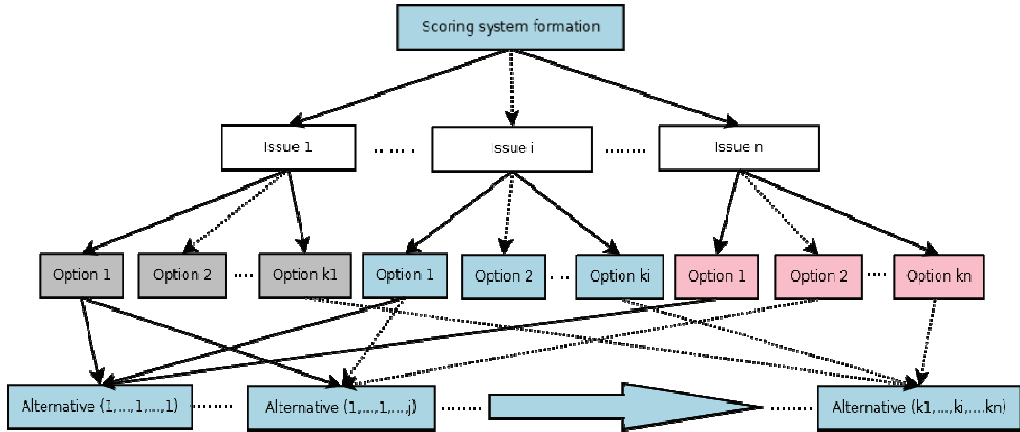 Scoring system formation
Issue 1 ....... Issue i ........ Issue n
Option 1 Option 2 .... Option k1 Option 1 Option 2 .... Option ki Option 1 Option 2 .... Option kn
Alternative (1,...,1,...,1) ........ Alternative (1,...,1,...,j) ........ ........ Alternative (k1,...,ki,...,kn)